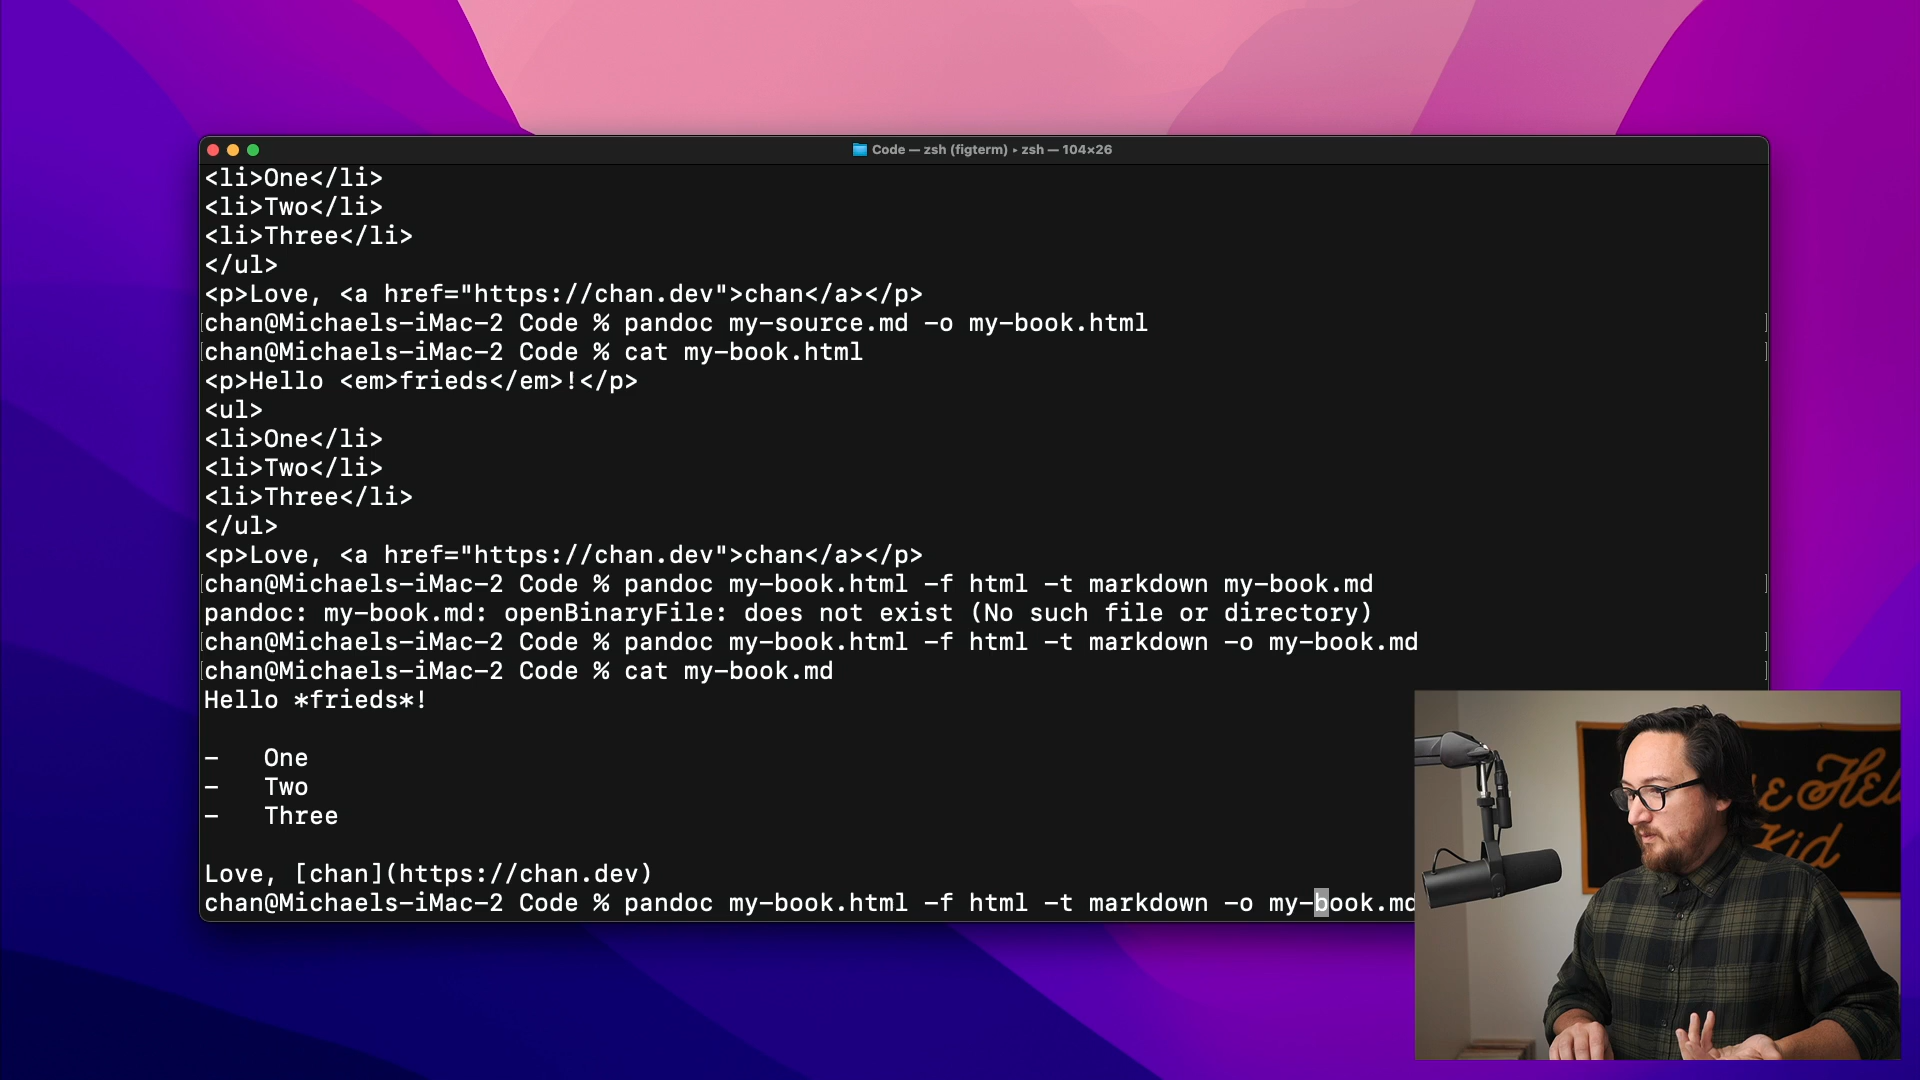 Code — zsh (figterm) ▸ zsh — 104×26
<li>One</li>
<li>Two</li>
<li>Three</li>
</ul>
<p>Love, <a href="https://chan.dev">chan</a></p>
chan@Michaels-iMac-2 Code % pandoc my-source.md -o my-book.html
chan@Michaels-iMac-2 Code % cat my-book.html
<p>Hello <em>frieds</em>!</p>
<ul>
<li>One</li>
<li>Two</li>
<li>Three</li>
</ul>
<p>Love, <a href="https://chan.dev">chan</a></p>
chan@Michaels-iMac-2 Code % pandoc my-book.html -f html -t markdown my-book.md
pandoc: my-book.md: openBinaryFile: does not exist (No such file or directory)
chan@Michaels-iMac-2 Code % pandoc my-book.html -f html -t markdown -o my-book.md
chan@Michaels-iMac-2 Code % cat my-book.md
Hello *frieds*!
-   One
-   Two
-   Three
Love, [chan](https://chan.dev)
chan@Michaels-iMac-2 Code % pandoc my-book.html -f html -t markdown -o my-book.md
Kid